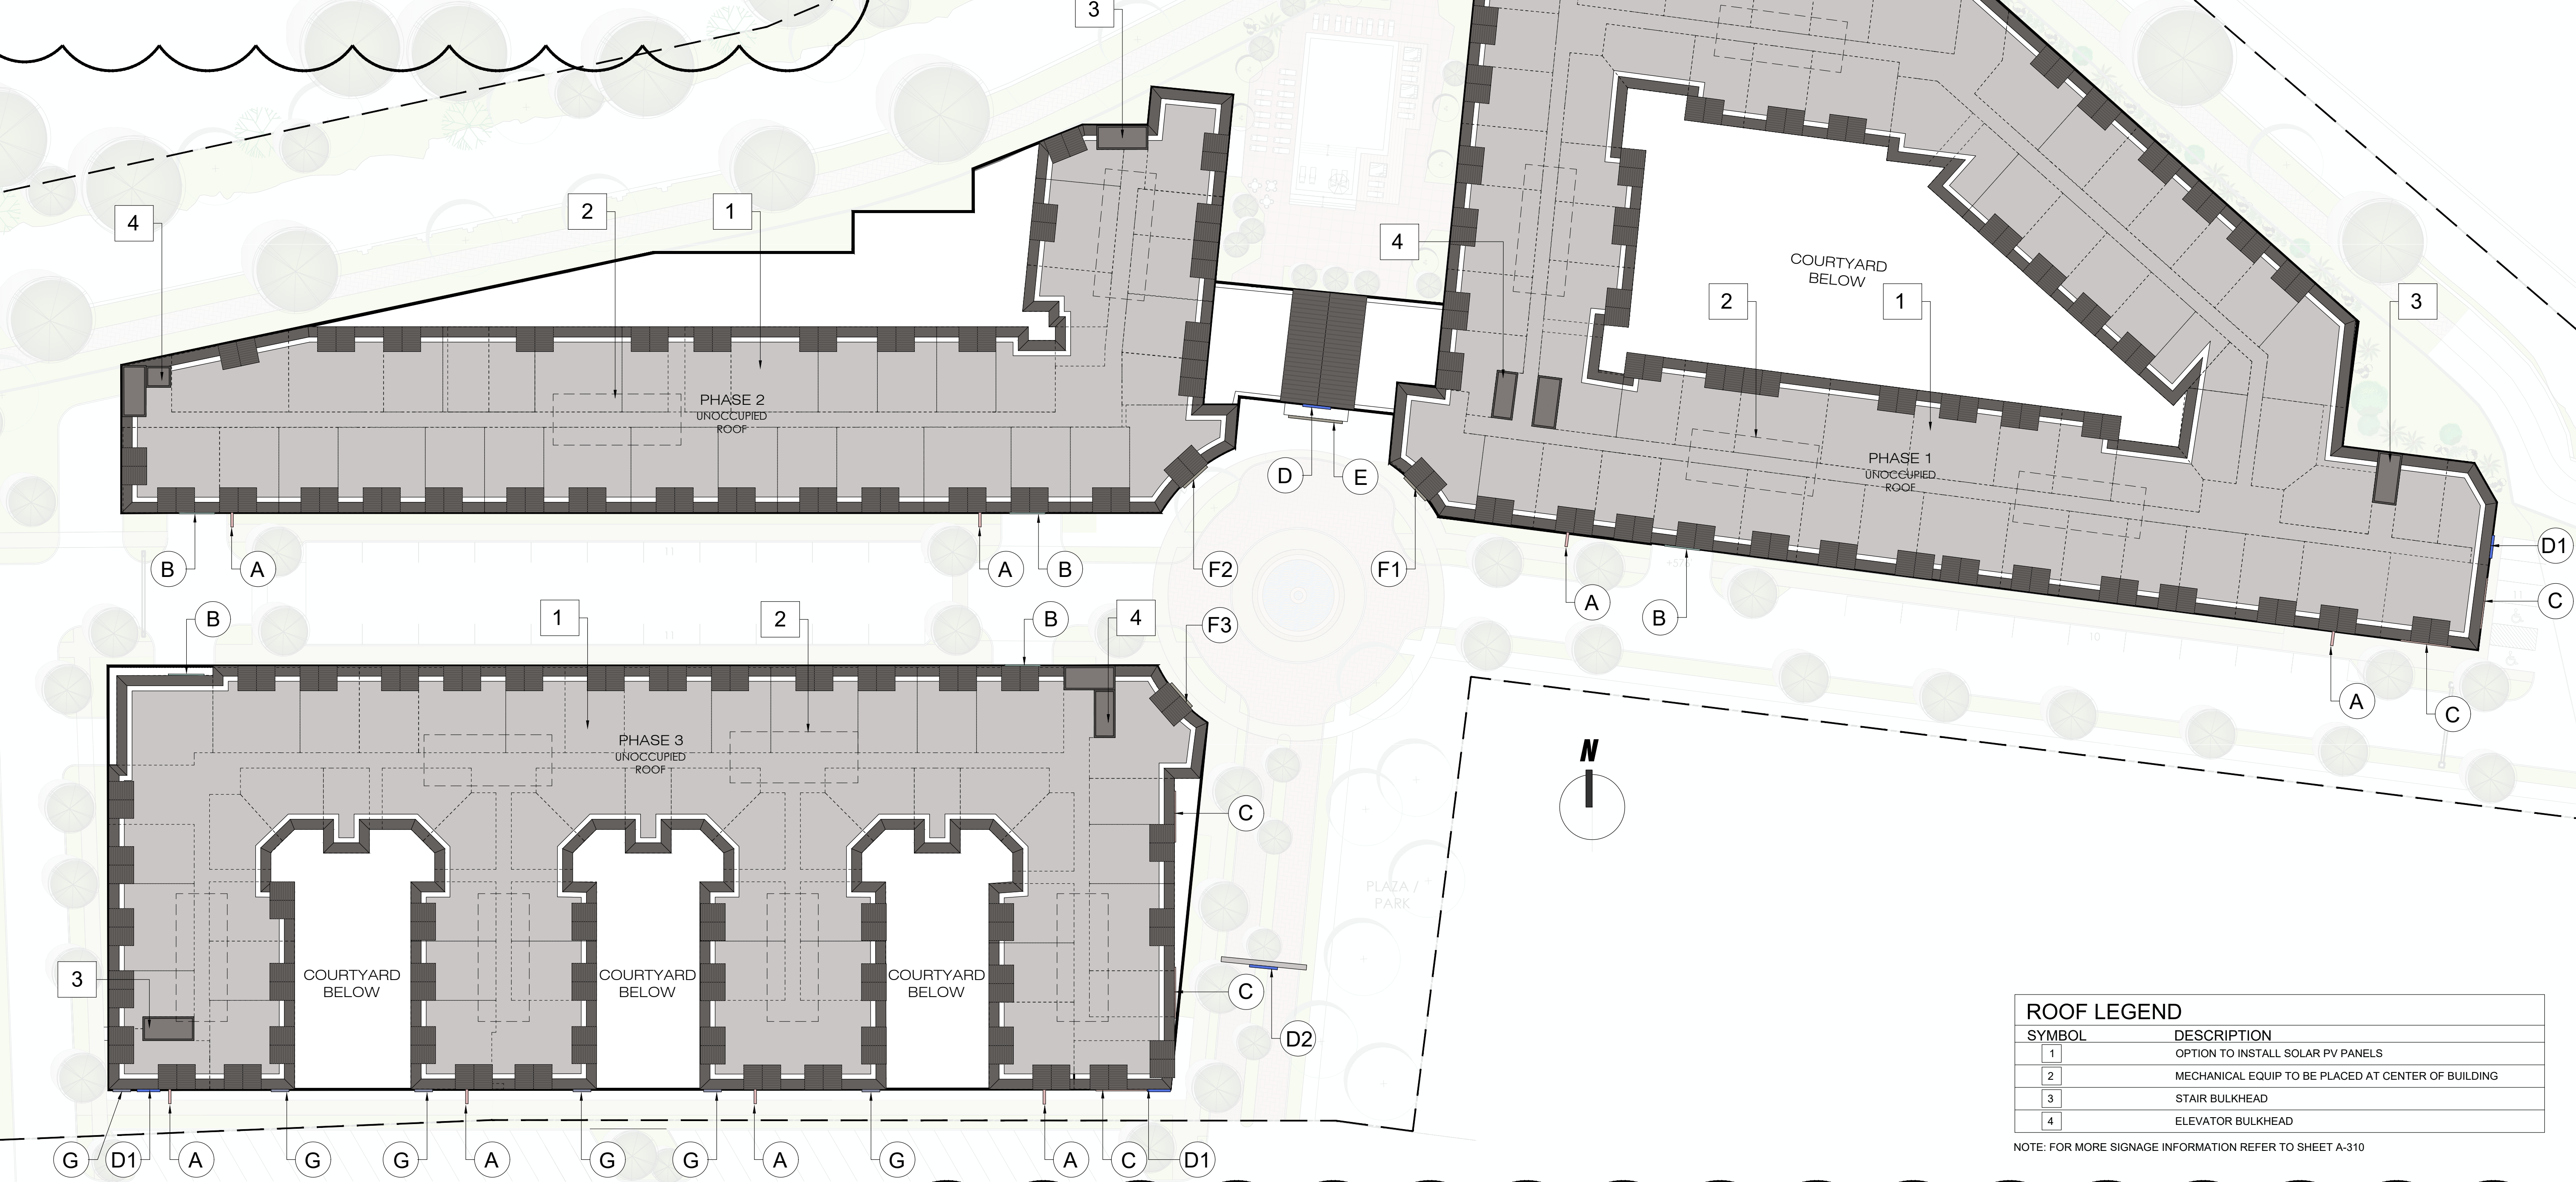 3
4
2
1
4
COURTYARD
BELOW
2
1
3
PHASE 2
UNOCCUPIED
ROOF
PHASE 1
UNOCCUPIED
ROOF
D
E
D1
B
A
A
B
F2
F1
A
B
C
B
1
2
B
4
F3
A
C
N
PHASE 3
UNOCCUPIED
ROOF
C
PLAZA /
PARK
3
COURTYARD
BELOW
COURTYARD
BELOW
COURTYARD
BELOW
C
D2
G
D1
A
G
G
A
G
G
A
G
A
C
D1
ROOF LEGEND
SYMBOL DESCRIPTION
1 OPTION TO INSTALL SOLAR PV PANELS
2 MECHANICAL EQUIP TO BE PLACED AT CENTER OF BUILDING
3 STAIR BULKHEAD
4 ELEVATOR BULKHEAD
NOTE: FOR MORE SIGNAGE INFORMATION REFER TO SHEET A-310
11
11
10
11